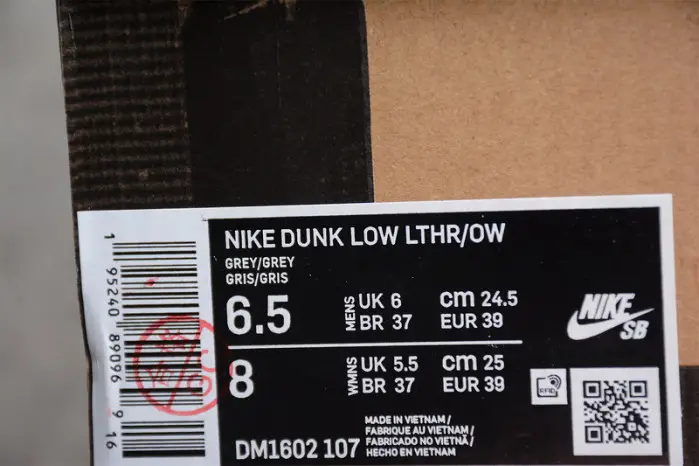 NIKE DUNK LOW LTHR/OW
GREY/GREY
GRIS/GRIS
6.5 MENS UK 6 cm 24.5
BR 37 EUR 39
8 WMNS UK 5.5 cm 25
BR 37 EUR 39
NIKE
SB
RFID
DM1602 107
MADE IN VIETNAM/
FABRIQUE AU VIETNAM/
FABRICADO NO VIETNÃ/
HECHO EN VIETNAM
1 95240 89096 9 16